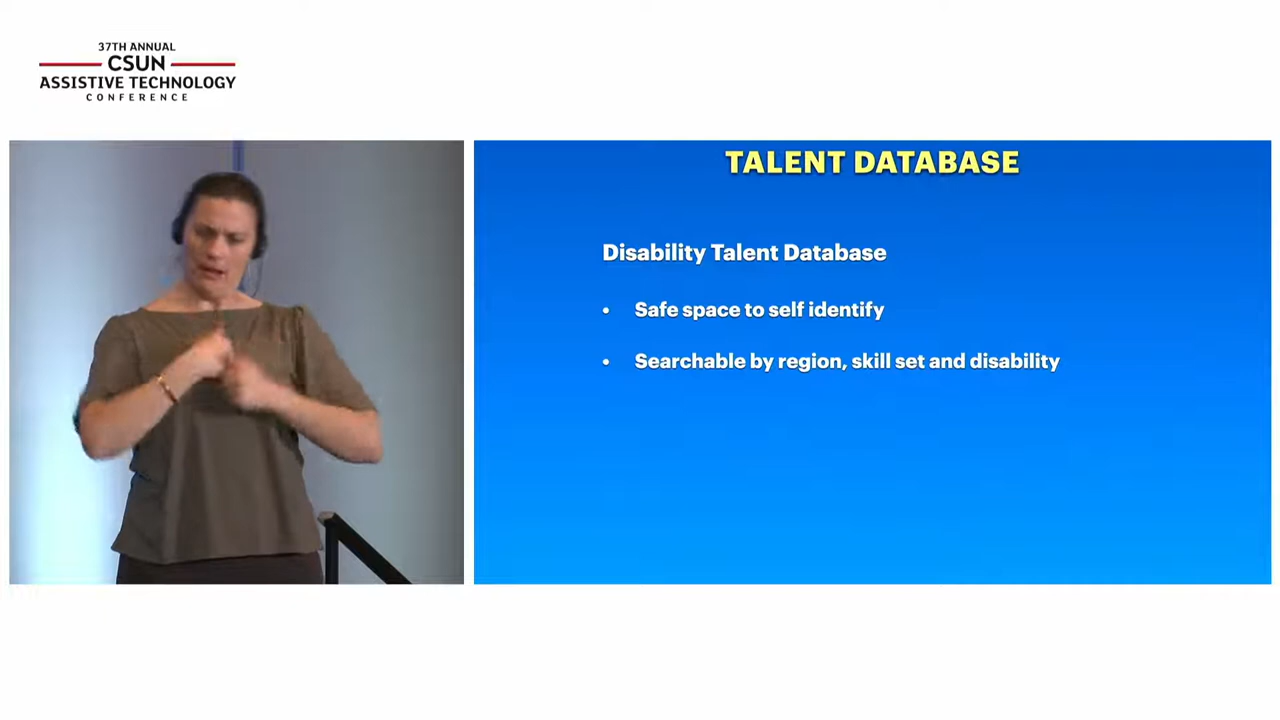 37TH ANNUAL
CSUN
ASSISTIVE TECHNOLOGY
CONFERENCE
TALENT DATABASE
Disability Talent Database
• Safe space to self identify
• Searchable by region, skill set and disability